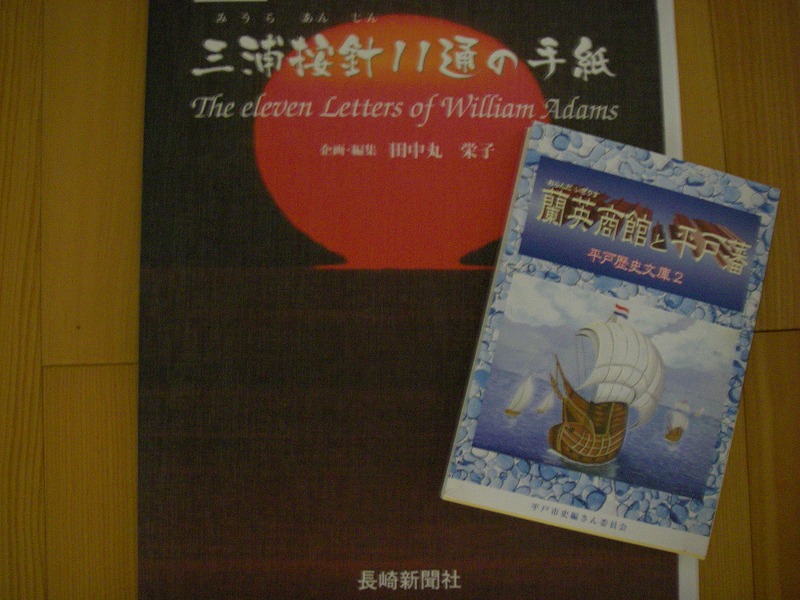 みうら あんじん
三浦按針11通の手紙
The eleven Letters of William Adams
企画・編集 田中丸 栄子
長崎新聞社
蘭英商館と平戸藩
平戸歴史文庫2
平戸市史編さん委員会